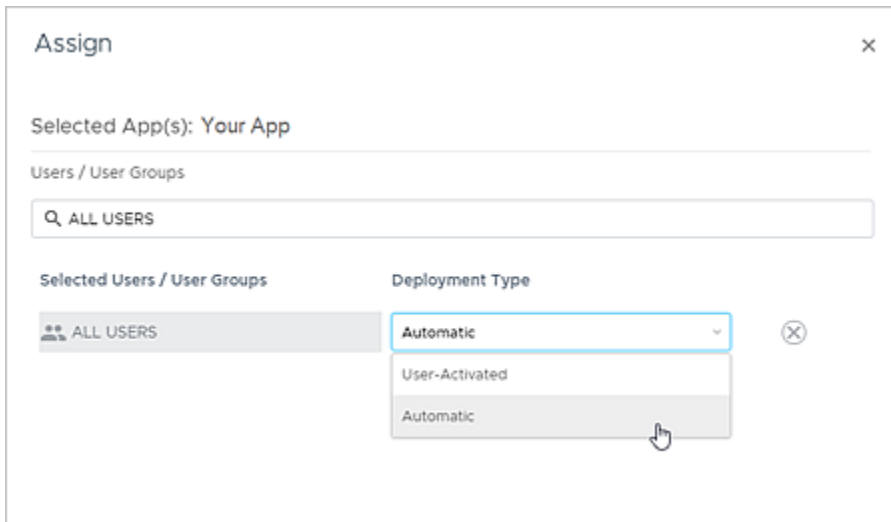 Assign
Selected App(s): Your App
Users / User Groups
ALL USERS
Selected Users / User Groups Deployment Type
ALL USERS Automatic
User-Activated
Automatic